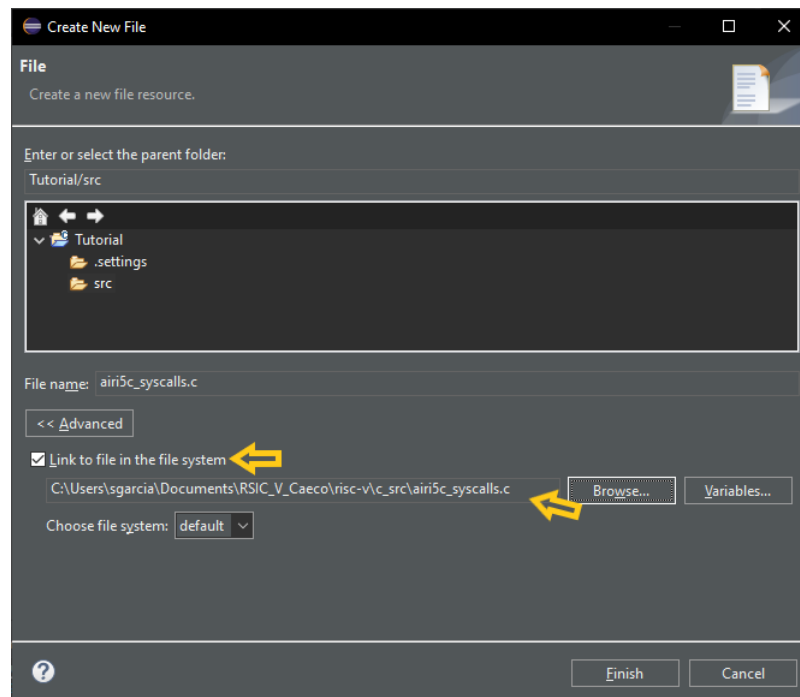 Create New File
File
Create a new file resource.
Enter or select the parent folder:
Tutorial/src
Tutorial
.settings
src
File name: airi5c_syscalls.c
<< Advanced
Link to file in the file system
C:\Users\sgarcia\Documents\RSIC_V_Caeco\risc-v\c_src\airi5c_syscalls.c Browse... Variables...
Choose file system: default
? Finish Cancel